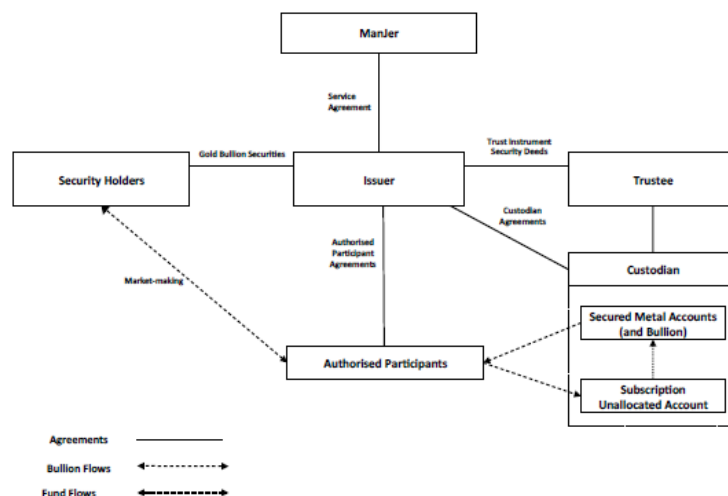 ManJer
Service
Agreement
Gold Bullion Securities
Trust Instrument
Security Deeds
Security Holders
Issuer
Trustee
Custodian
Agreements
Authorised
Participant
Agreements
Custodian
Market-making
Secured Metal Accounts
(and Bullion)
Authorised Participants
Subscription
Unallocated Account
Agreements
Bullion Flows
Fund Flows